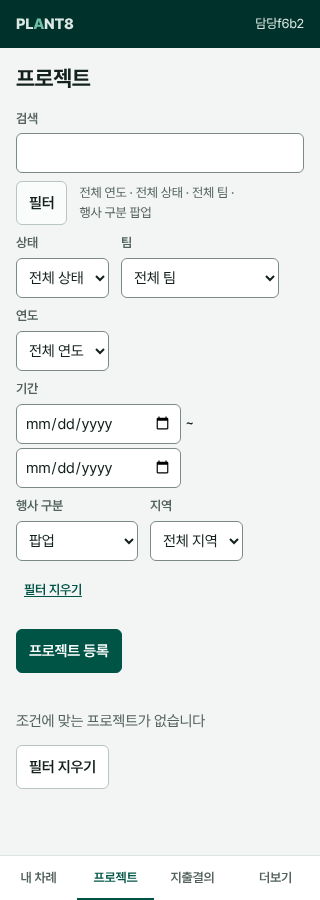 PLANT8
담당f6b2
프로젝트
검색
필터
전체 연도 · 전체 상태 · 전체 팀 ·
행사 구분 팝업
상태 팀
전체 상태 전체 팀
연도
전체 연도
기간
mm/dd/yyyy ~
mm/dd/yyyy
행사 구분 지역
팝업 전체 지역
필터 지우기
프로젝트 등록
조건에 맞는 프로젝트가 없습니다
필터 지우기
내 차례 프로젝트 지출결의 더보기